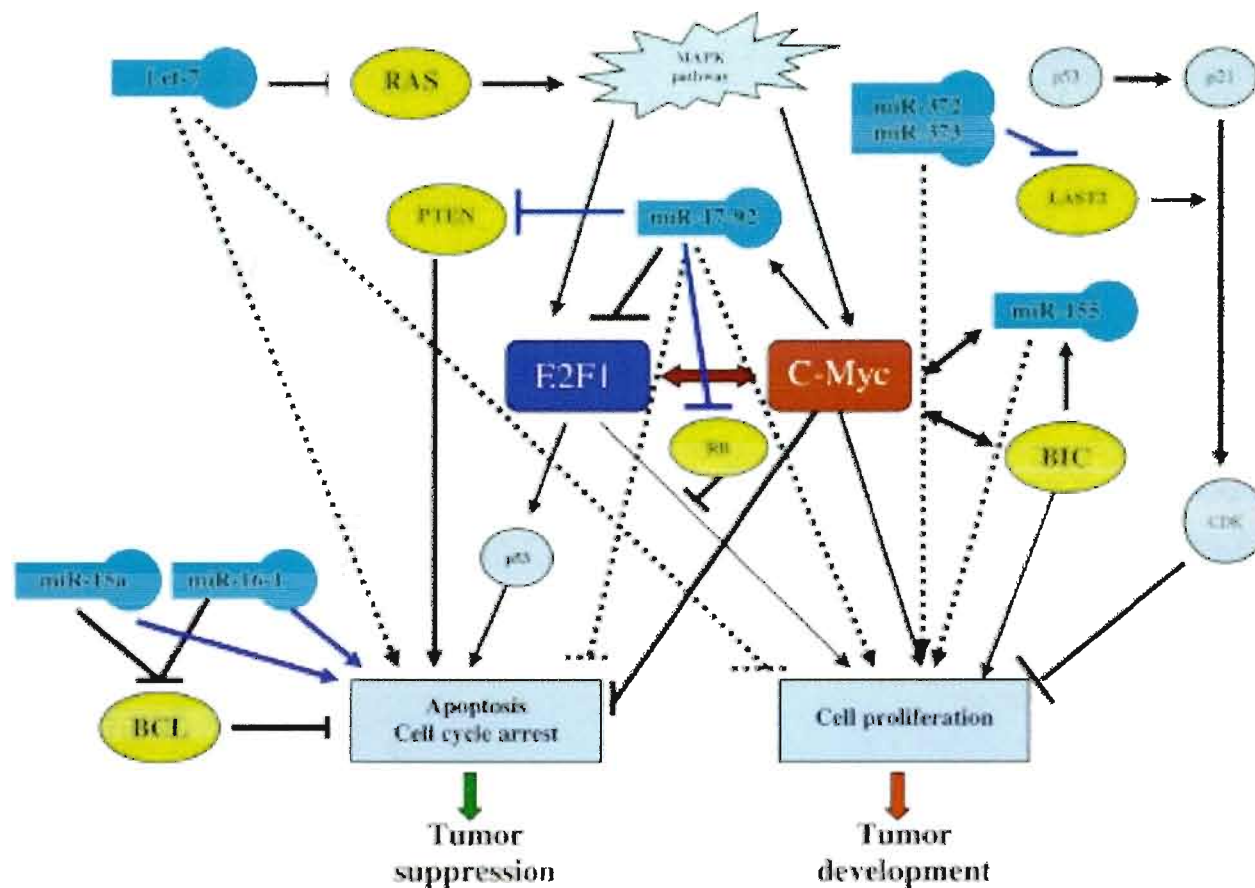 MAPK
pathway
Let-7
RAS
p53
p21
miR-372
miR-373
LAST2
PTEN
miR-17-92
miR-155
E2F1
C-Myc
RB
BIC
CDK
p53
miR-15a
miR-16-1
BCL
Apoptosis
Cell cycle arrest
Cell proliferation
Tumor
suppression
Tumor
development